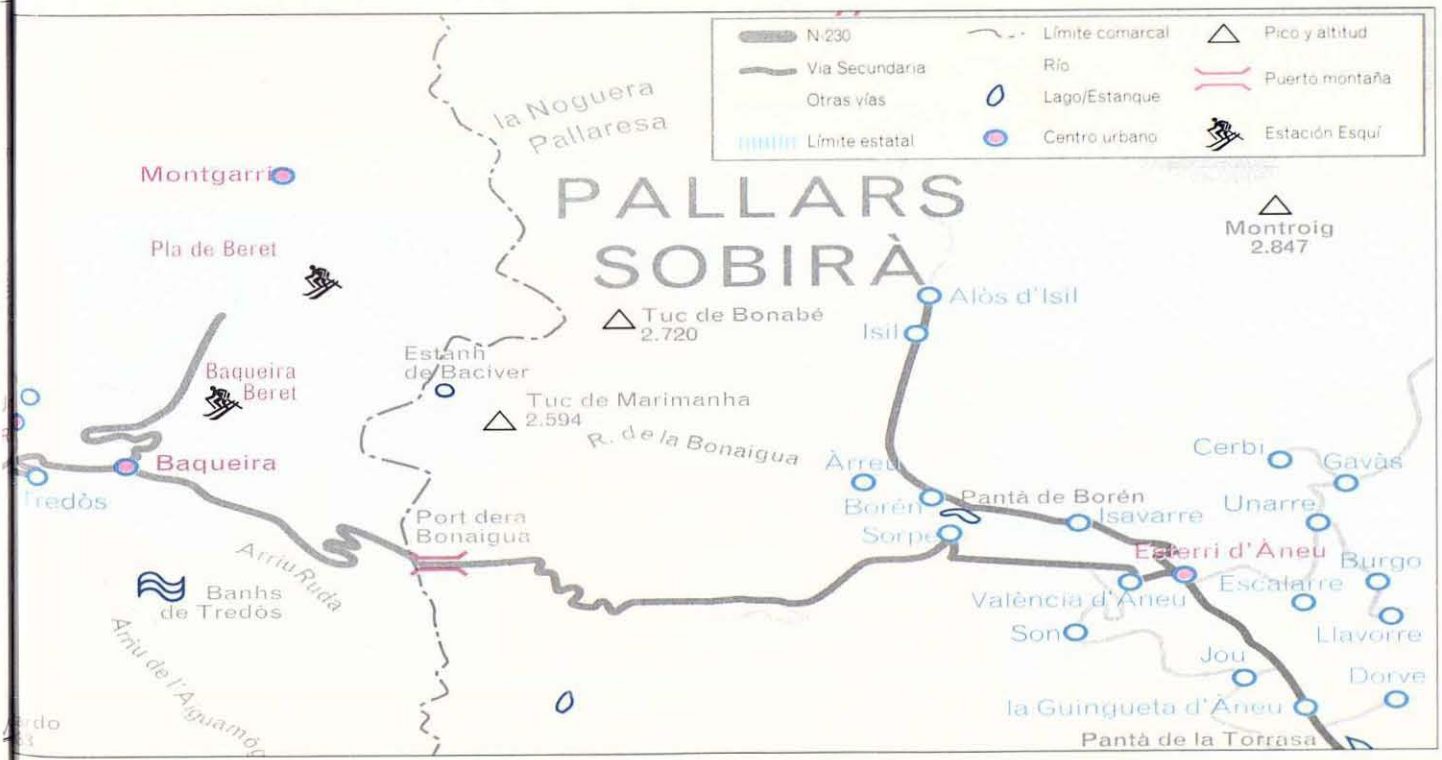 N-230
Via Secundaria
Otras vías
Límite estatal
Límite comarcal
Río
Lago/Estanque
Centro urbano
Pico y altitud
Puerto montaña
Estación Esquí
la Noguera
Pallaresa
Montgarri
PALLARS
SOBIRÀ
Montroig
2.847
Pla de Beret
Alòs d'Isil
Tuc de Bonabé
2.720
Isil
Estanh
de Baciver
Baqueira
Beret
Tuc de Marimanha
2.594
R. de la Bonaigua
Cerbi
Gavàs
Baqueira
Àrreu
Tredòs
Borén
Pantà de Borén
Isavarre
Unarre
Port dera
Bonaigua
Sorpe
Esterri d'Àneu
Burgo
Arriu Ruda
Escalarre
Banhs
de Tredòs
València d'Àneu
Son
Llavorre
Arriu de l'Aiguamòg
Jou
Dorve
la Guingueta d'Àneu
Pantà de la Torrasa